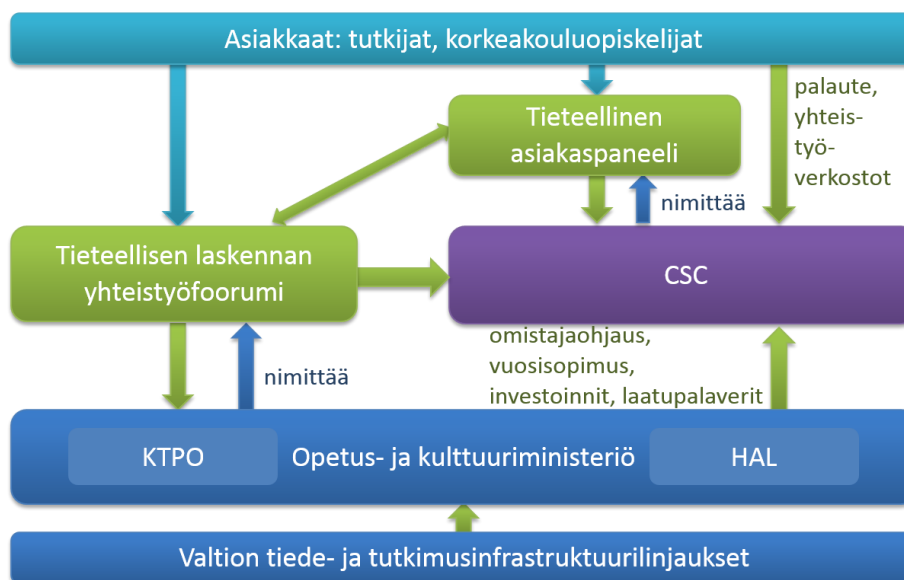 Asiakkaat: tutkijat, korkeakouluopiskelijat
palaute,
yhteis-
työ-
verkostot
Tieteellinen
asiakaspaneeli
nimittää
Tieteellisen laskennan
yhteistyöfoorumi
CSC
nimittää
omistajaohjaus,
vuosisopimus,
investoinnit, laatupalaverit
KTPO
Opetus- ja kulttuuriministeriö
HAL
Valtion tiede- ja tutkimusinfrastruktuurilinjaukset